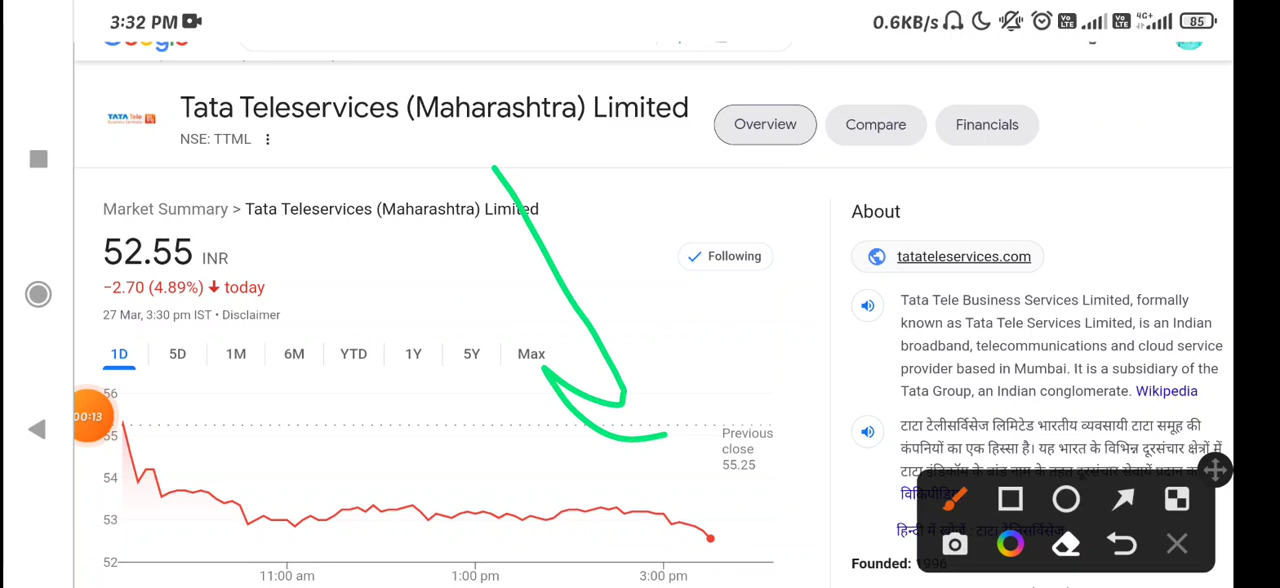 3:32 PM
0.6KB/s
4G+
85
Tata Teleservices (Maharashtra) Limited
NSE: TTML
Overview
Compare
Financials
Market Summary > Tata Teleservices (Maharashtra) Limited
52.55 INR
−2.70 (4.89%) today
27 Mar, 3:30 pm IST • Disclaimer
Following
1D
5D
1M
6M
YTD
1Y
5Y
Max
56
55
54
53
52
Previous
close
55.25
11:00 am
1:00 pm
3:00 pm
00:13
About
tatateleservices.com
Tata Tele Business Services Limited, formally
known as Tata Tele Services Limited, is an Indian
broadband, telecommunications and cloud service
provider based in Mumbai. It is a subsidiary of the
Tata Group, an Indian conglomerate. Wikipedia
टाटा टेलीसर्विसेज लिमिटेड भारतीय व्यवसायी टाटा समूह की
कंपनियों का एक हिस्सा है। यह भारत के विभिन्न दूरसंचार क्षेत्रों में
टाटा
हिन्दी में
Founded: 1996